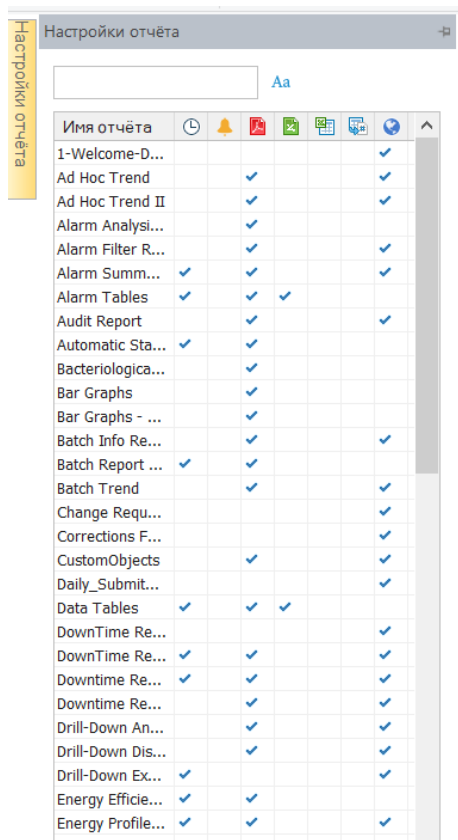 Настройки отчёта
Настройки отчёта
Aa
Имя отчёта
1-Welcome-D...
Ad Hoc Trend
Ad Hoc Trend II
Alarm Analysi...
Alarm Filter R...
Alarm Summ...
Alarm Tables
Audit Report
Automatic Sta...
Bacteriologica...
Bar Graphs
Bar Graphs - ...
Batch Info Re...
Batch Report ...
Batch Trend
Change Requ...
Corrections F...
CustomObjects
Daily_Submit...
Data Tables
DownTime Re...
DownTime Re...
Downtime Re...
Downtime Re...
Drill-Down An...
Drill-Down Dis...
Drill-Down Ex...
Energy Efficie...
Energy Profile...